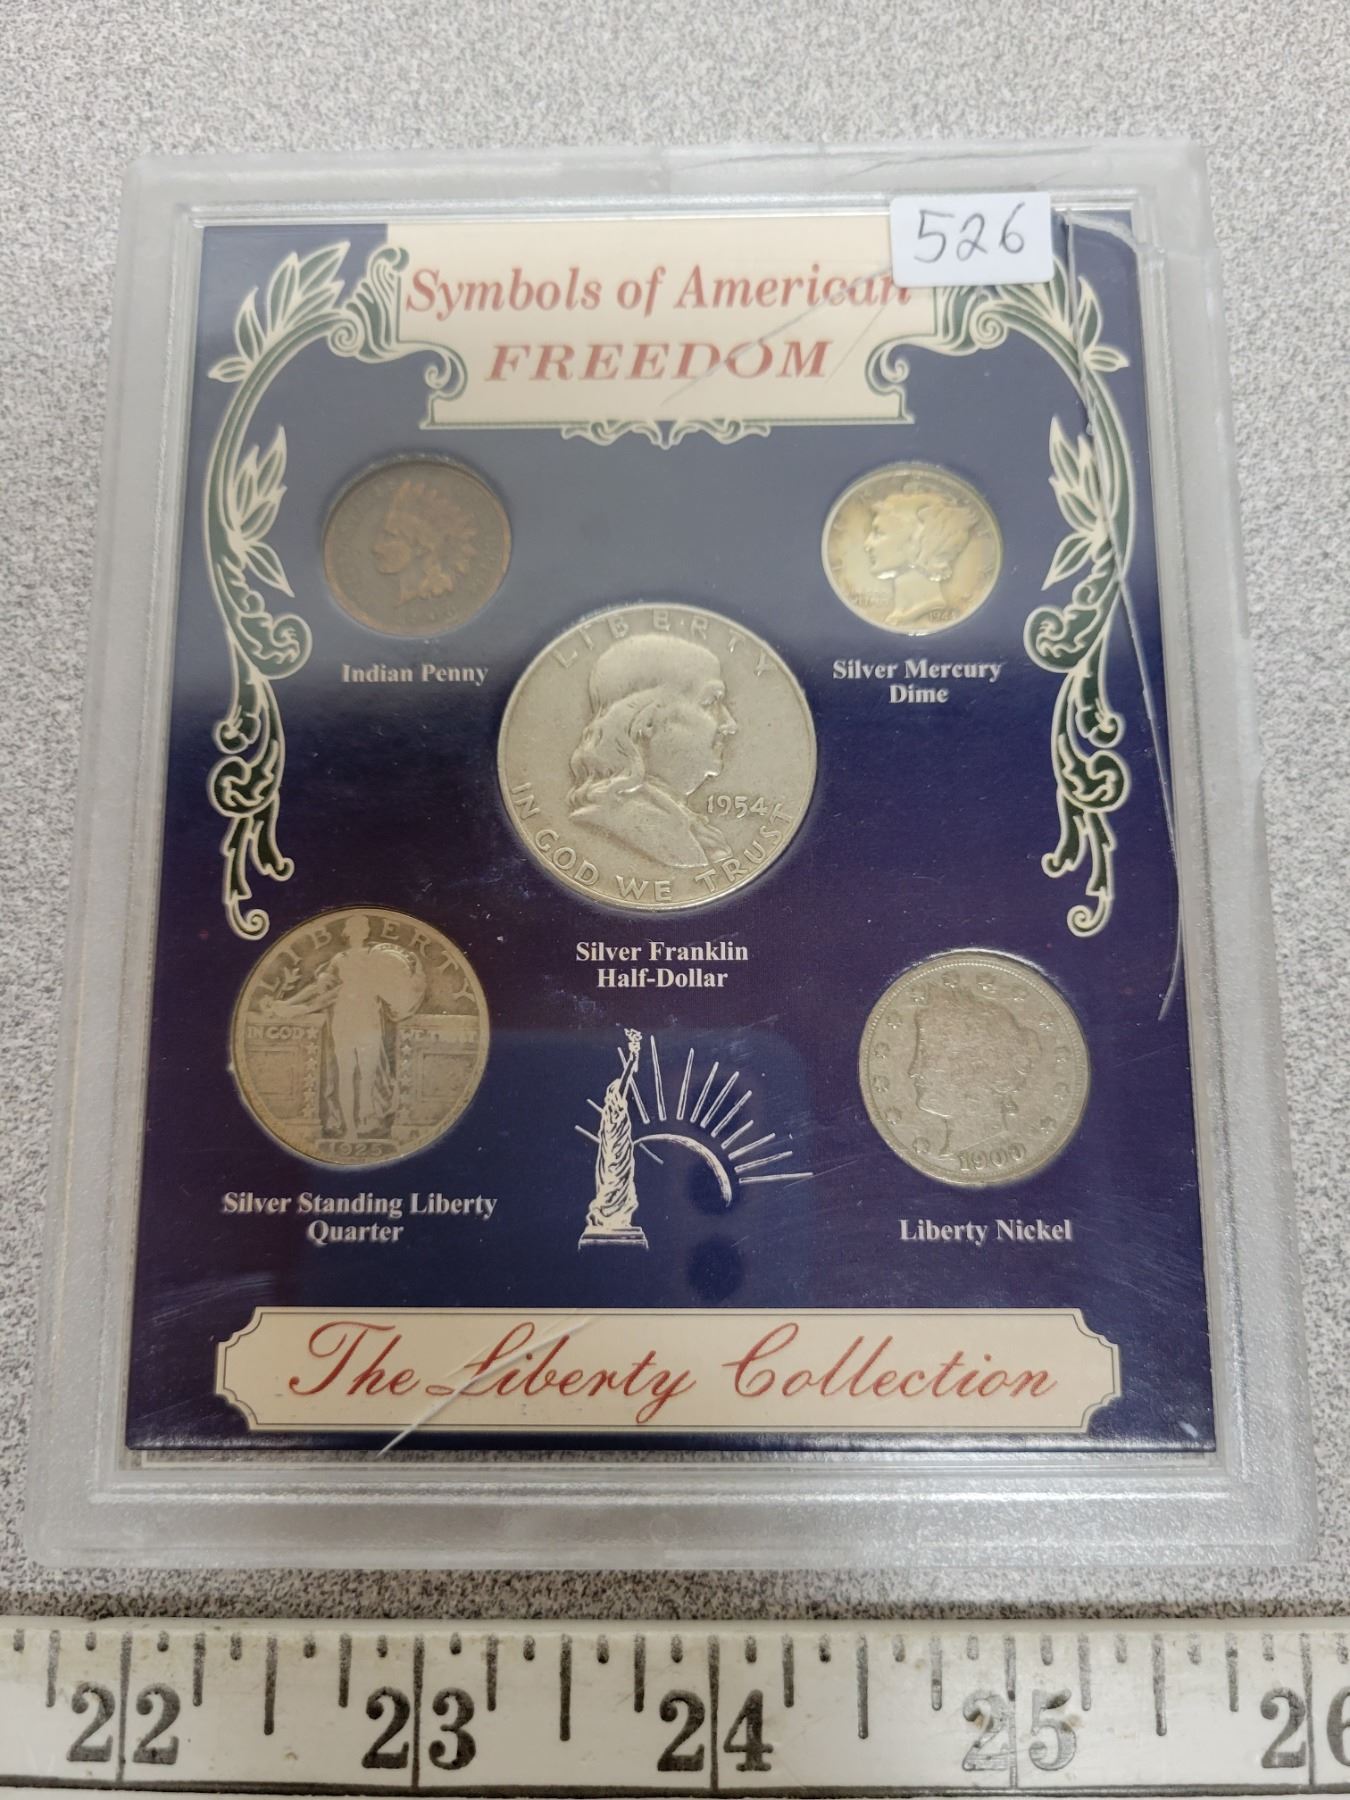 526
Symbols of American
FREEDOM
Indian Penny
Silver Mercury
Dime
LIBERTY
1954
IN GOD WE TRUST
Silver Franklin
Half-Dollar
LIBERTY
IN GOD WE TRUST
1925
Silver Standing Liberty
Quarter
1900
Liberty Nickel
The Liberty Collection
22 23 24 25 26